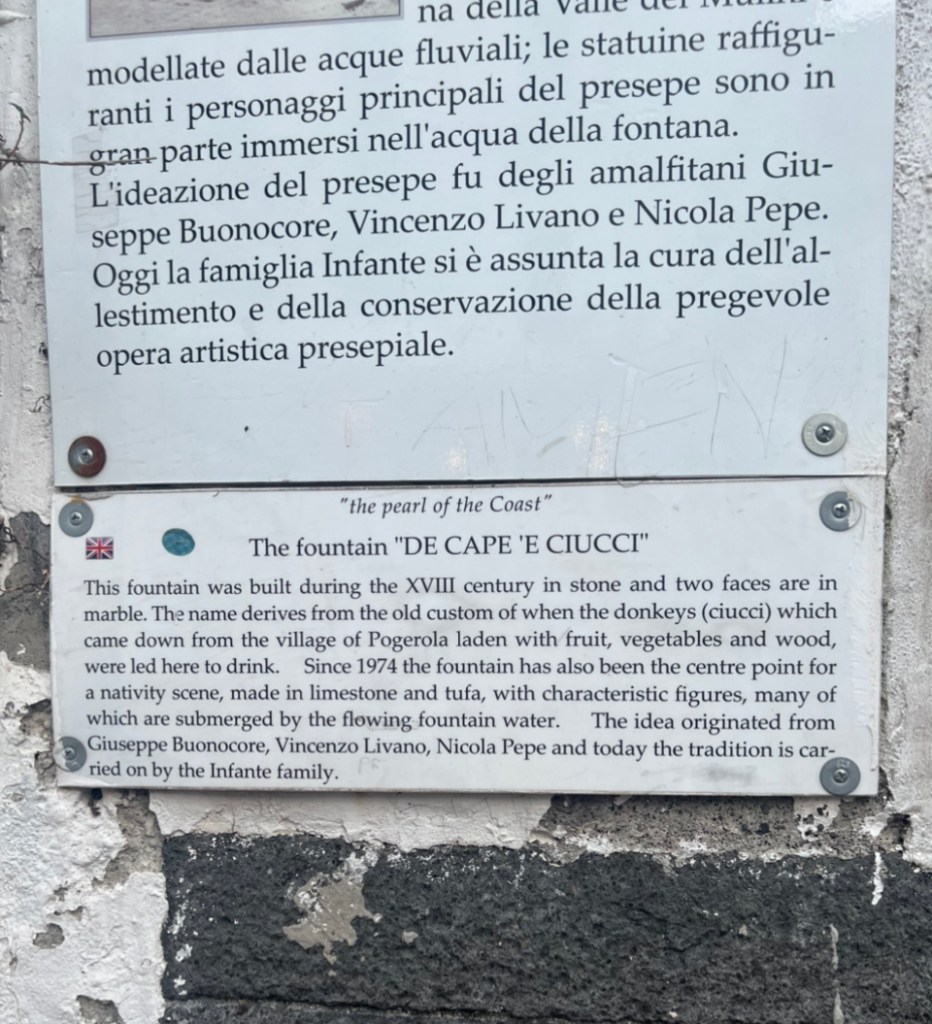 na della Valle dei Mulini e
modellate dalle acque fluviali; le statuine raffigu-
ranti i personaggi principali del presepe sono in
gran parte immersi nell'acqua della fontana.
L'ideazione del presepe fu degli amalfitani Giu-
seppe Buonocore, Vincenzo Livano e Nicola Pepe.
Oggi la famiglia Infante si è assunta la cura dell'al-
lestimento e della conservazione della pregevole
opera artistica presepiale.
"the pearl of the Coast"
The fountain "DE CAPE 'E CIUCCI"
This fountain was built during the XVIII century in stone and two faces are in
marble. The name derives from the old custom of when the donkeys (ciucci) which
came down from the village of Pogerola laden with fruit, vegetables and wood,
were led here to drink. Since 1974 the fountain has also been the centre point for
a nativity scene, made in limestone and tufa, with characteristic figures, many of
which are submerged by the flowing fountain water. The idea originated from
Giuseppe Buonocore, Vincenzo Livano, Nicola Pepe and today the tradition is car-
ried on by the Infante family.